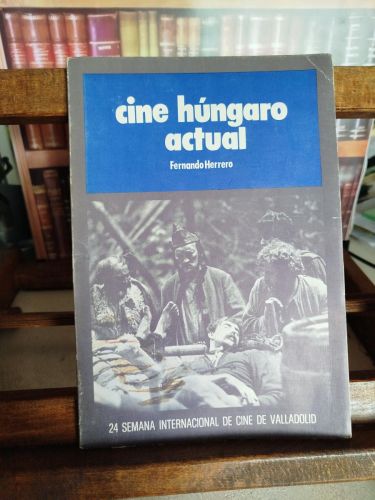 cine húngaro
actual
Fernando Herrero
24 SEMANA INTERNACIONAL DE CINE DE VALLADOLID